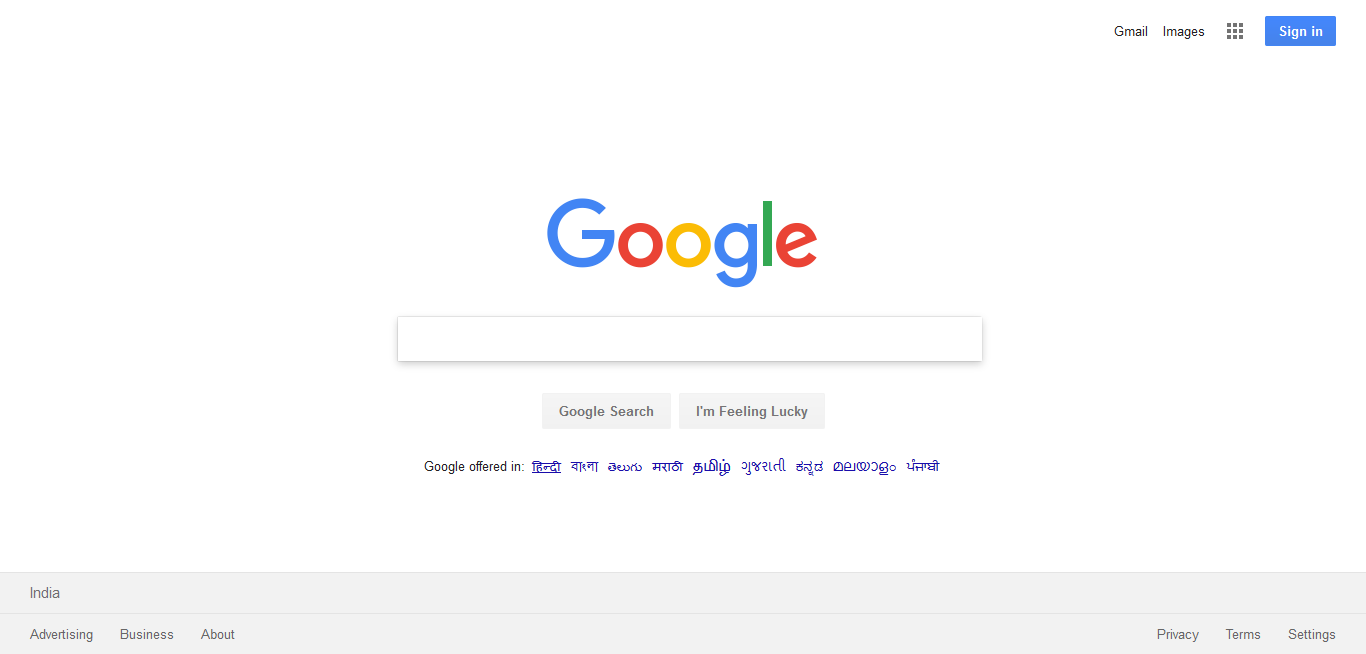 Gmail Images Sign in
Google
Google Search I'm Feeling Lucky
Google offered in: हिन्दी বাংলা తెలుగు मराठी தமிழ் ગુજરાતી ಕನ್ನಡ മലയാളം ਪੰਜਾਬੀ
India
Advertising Business About Privacy Terms Settings